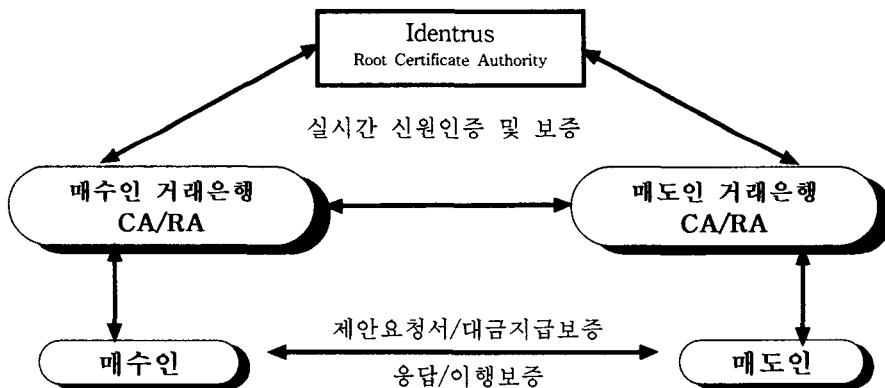 Identrus
Root Certificate Authority
실시간 신원인증 및 보증
매수인 거래은행
CA/RA
매도인 거래은행
CA/RA
제안요청서/대금지급보증
매수인
매도인
응답/이행보증